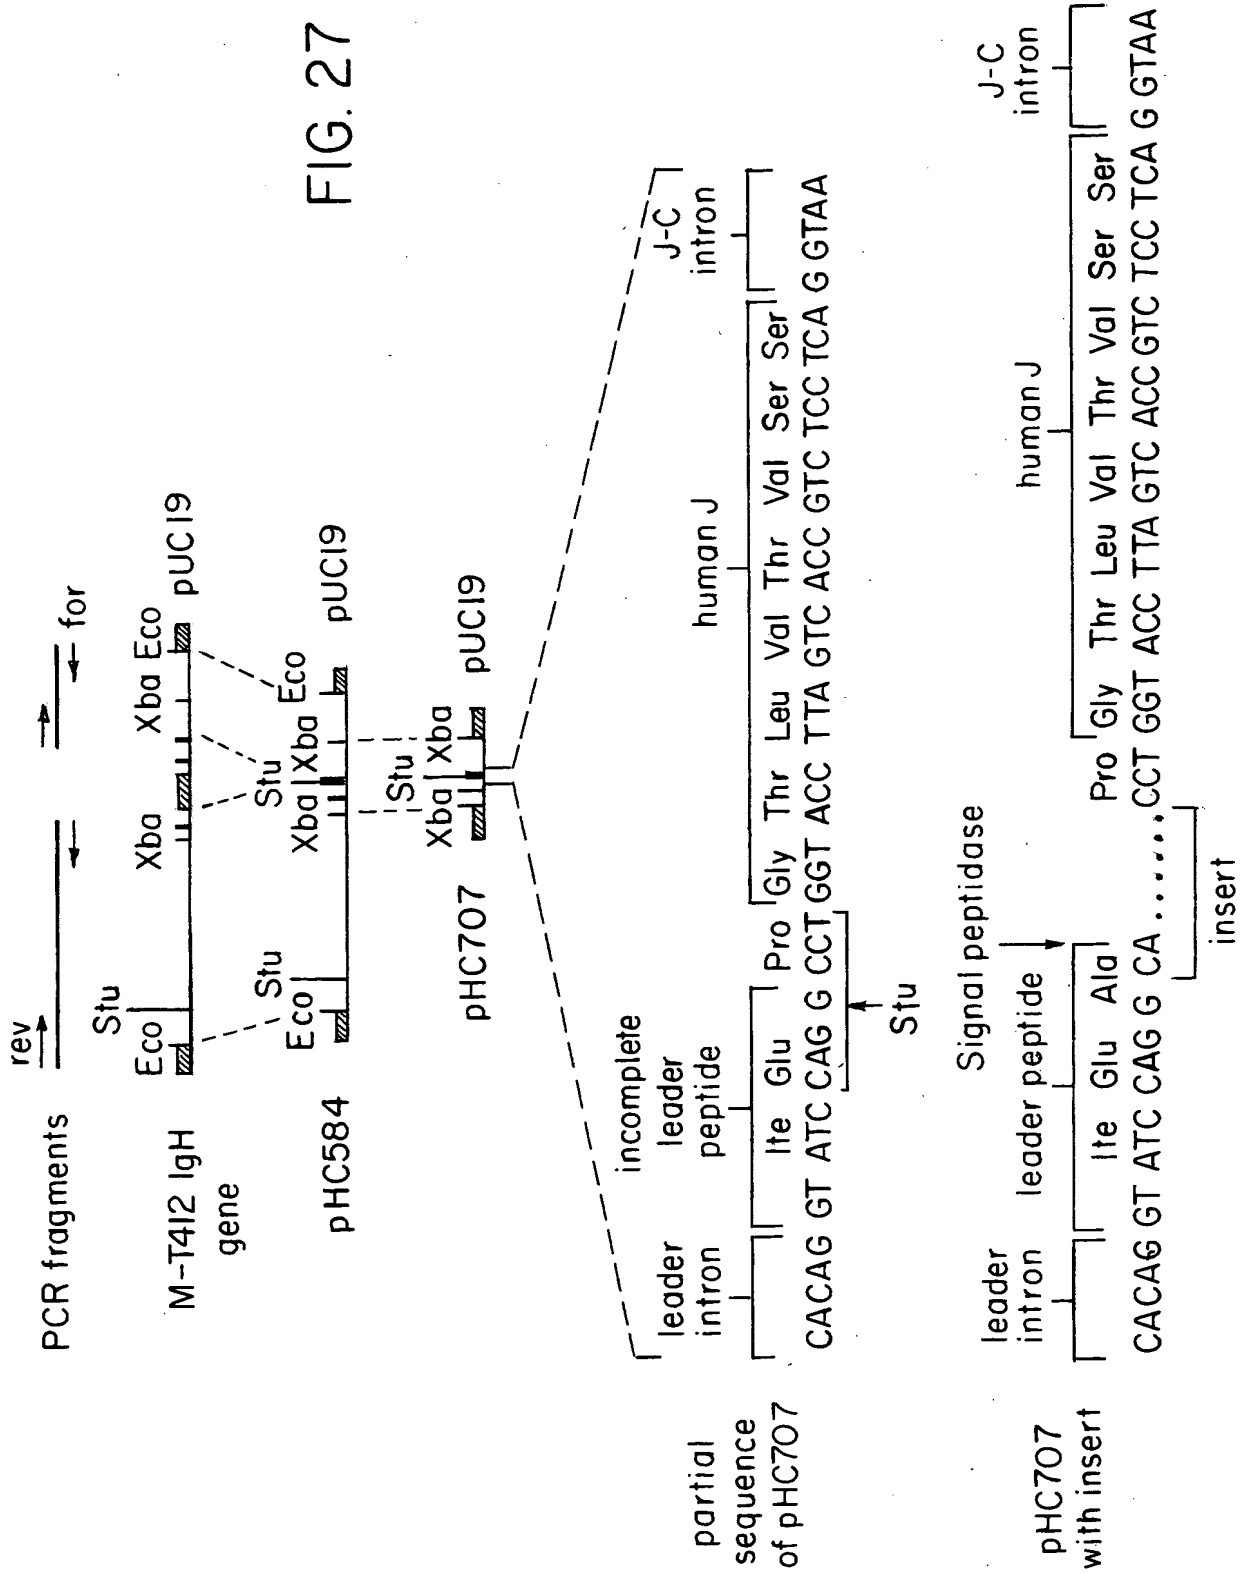 FIG. 27
PCR fragments
rev
for
M-T412 IgH
gene
Eco
Stu
Xba
Xba
Eco
pUC19
pHC584
Eco
Stu
Xba
Stu
Xba
Eco
pUC19
pHC707
Xba
Stu
Xba
pUC19
partial
sequence
of pHC707
leader
intron
incomplete
leader
peptide
human J
J-C
intron
Ite Glu Pro Gly Thr Leu Val Thr Val Ser Ser
CACAG GT ATC CAG G CCT GGT ACC TTA GTC ACC GTC TCC TCA G GTAA
Stu
pHC707
with insert
leader
intron
leader peptide
Signal peptidase
human J
J-C
intron
Ite Glu Ala Pro Gly Thr Leu Val Thr Val Ser Ser
CACAG GT ATC CAG G CA.......CCT GGT ACC TTA GTC ACC GTC TCC TCA G GTAA
insert